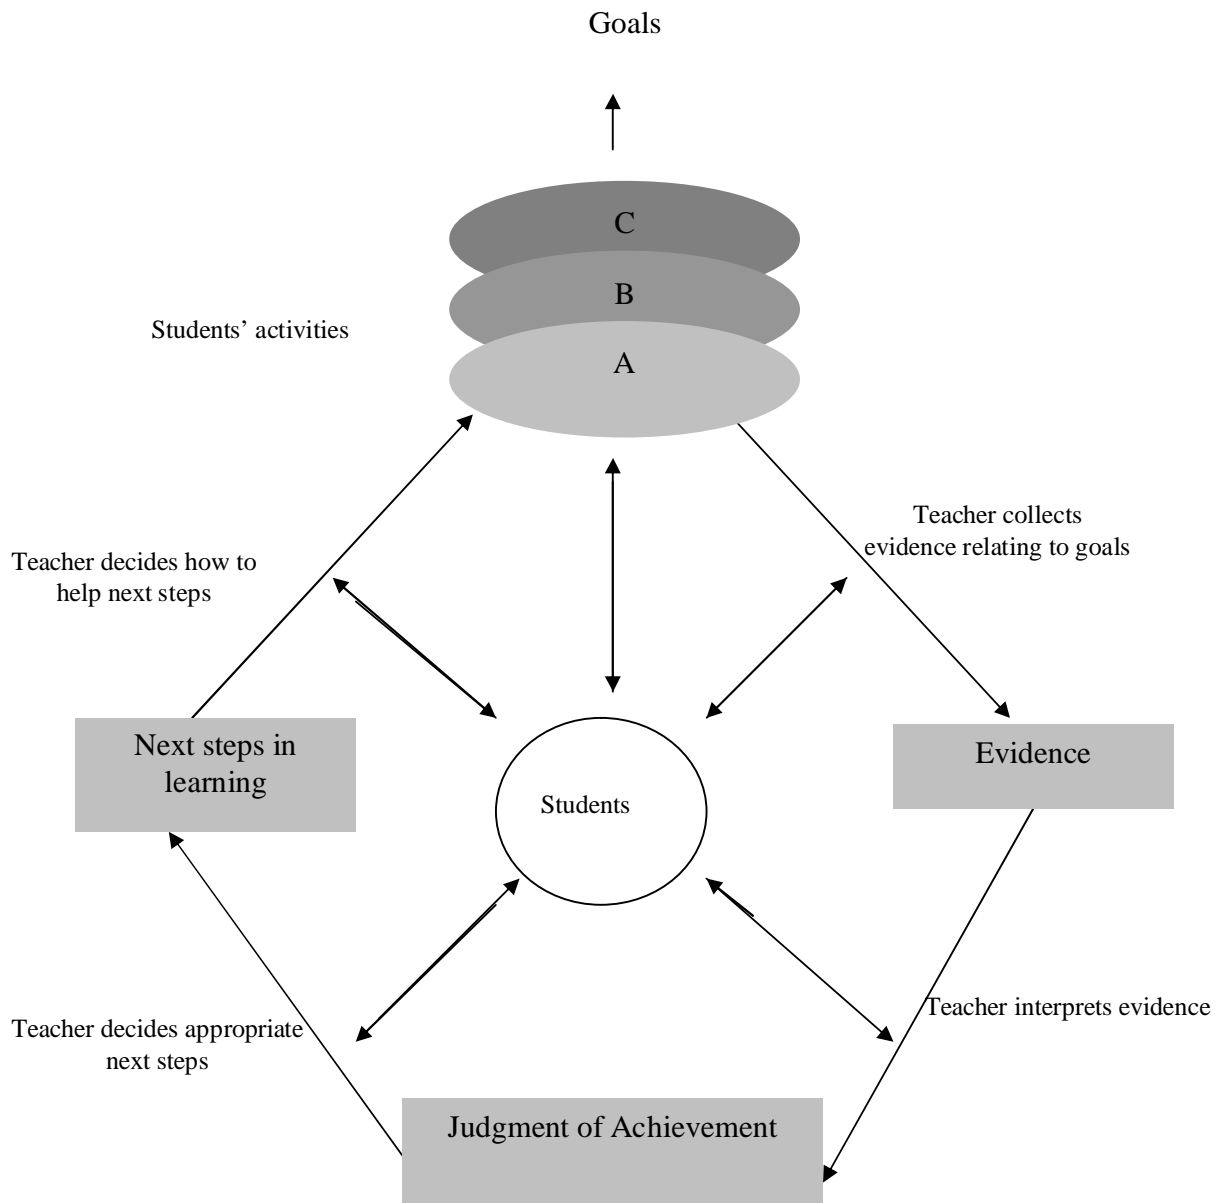 Goals
C
B
Students’ activities
A
Teacher collects
evidence relating to goals
Teacher decides how to
help next steps
Next steps in
learning
Evidence
Students
Teacher interprets evidence
Teacher decides appropriate
next steps
Judgment of Achievement